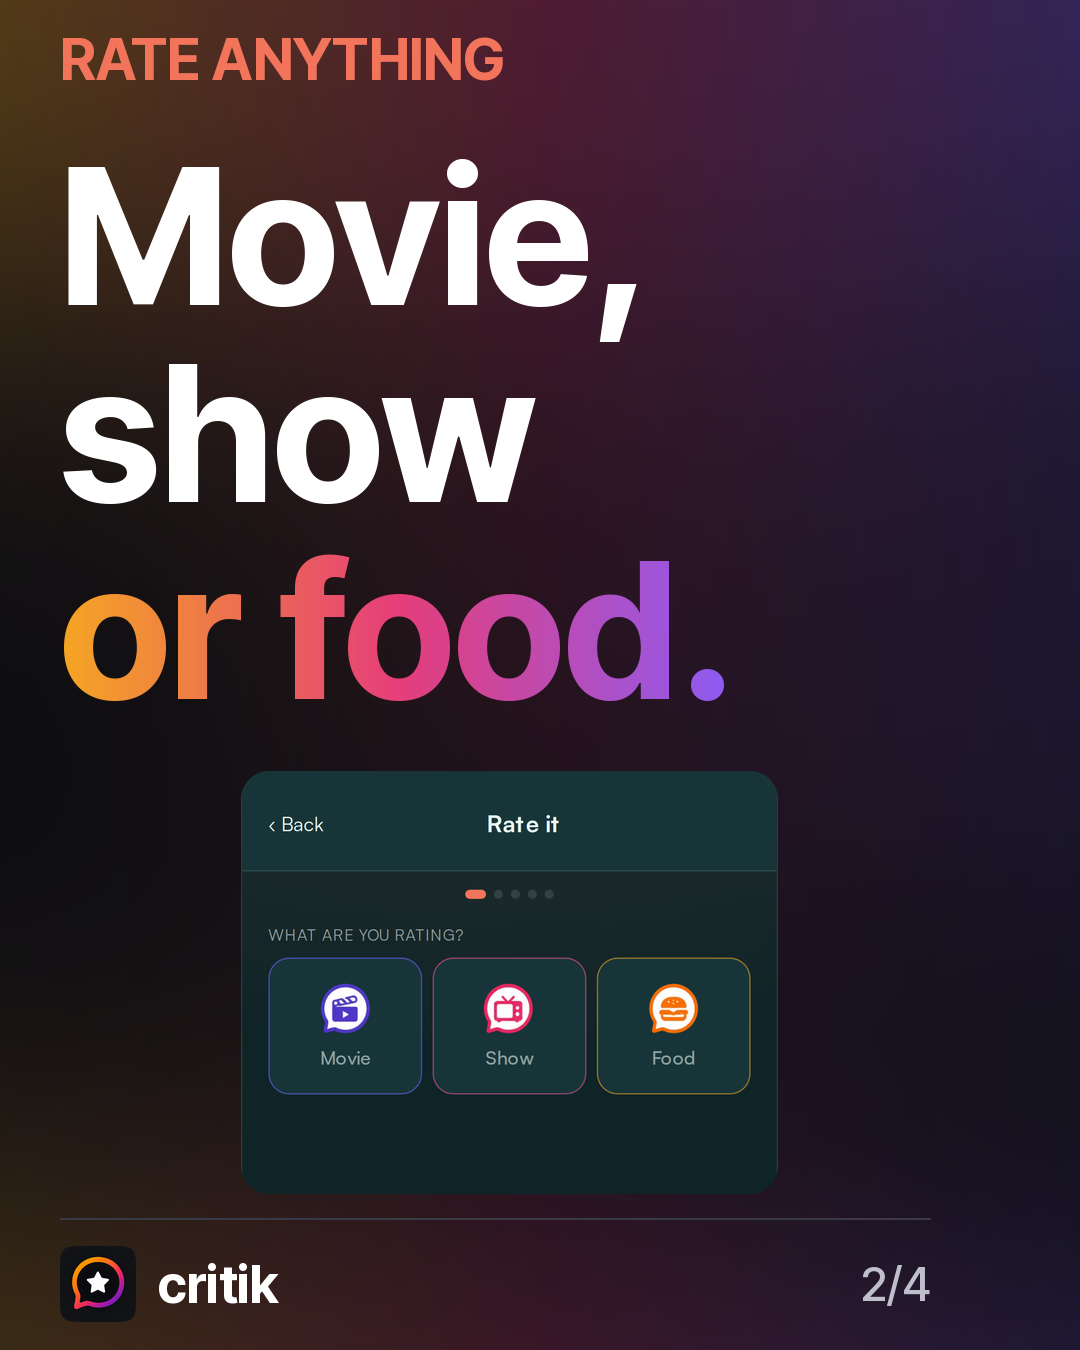 RATE ANYTHING
Movie,
show
or food.
‹ Back
Rate it
WHAT ARE YOU RATING?
Movie
Show
Food
critik
2/4